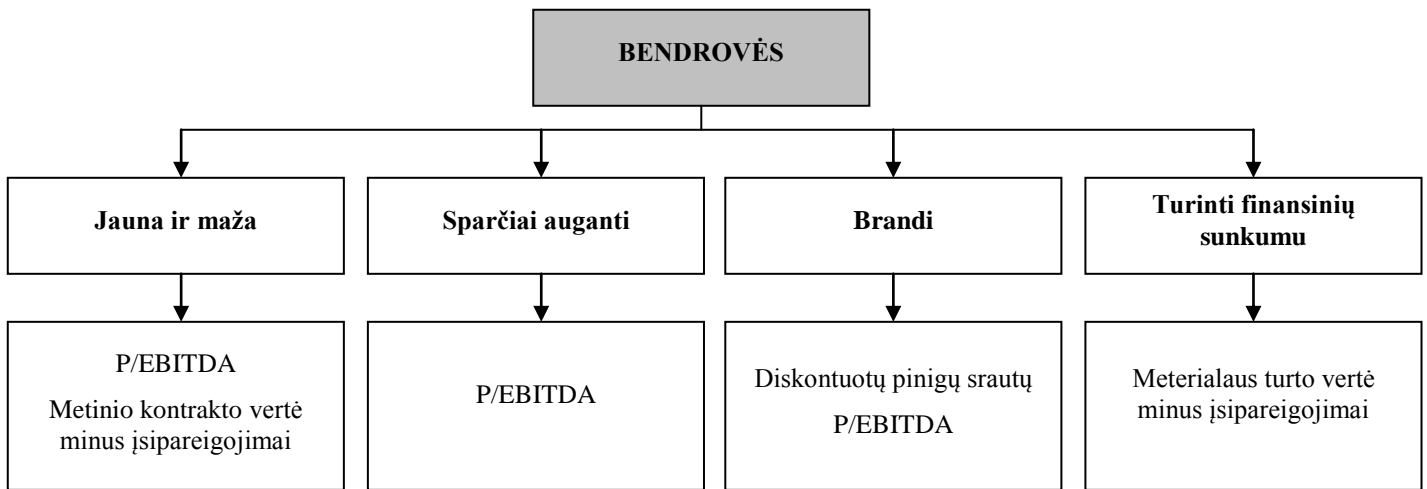 BENDROVĖS
Jauna ir maža
Sparčiai auganti
Brandi
Turinti finansinių
sunkumu
P/EBITDA
Metinio kontrakto vertė
minus įsipareigojimai
P/EBITDA
Diskontuotų pinigų srautų
P/EBITDA
Meterialaus turto vertė
minus įsipareigojimai